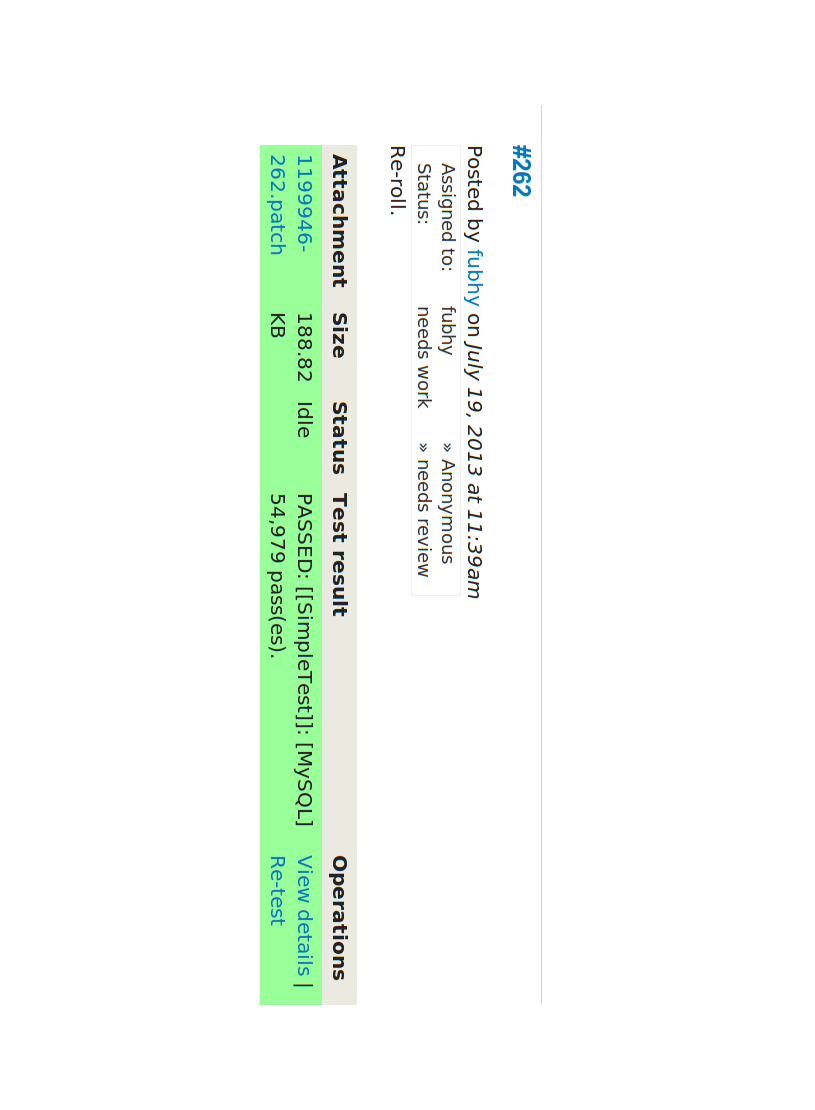 #262
Posted by fubhy on July 19, 2013 at 11:39am
Assigned to: fubhy » Anonymous
Status: needs work » needs review
Re-roll.
Attachment Size Status Test result Operations
1199946- 188.82 Idle PASSED: [[SimpleTest]]: [MySQL] View details |
262.patch KB 54,979 pass(es). Re-test